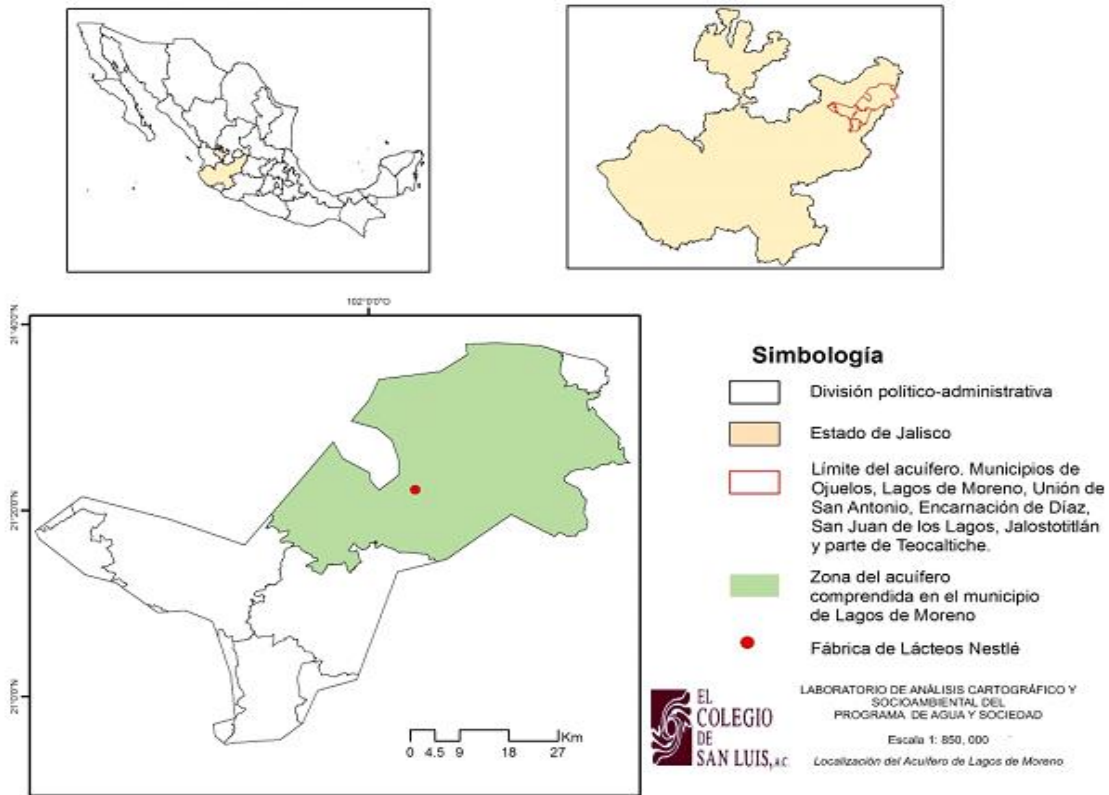 102°0'0"O
21°40'0"N
21°20'0"N
21°0'0"N
0 4.5 9 18 27
Km
Simbología
División político-administrativa
Estado de Jalisco
Límite del acuífero. Municipios de
Ojuelos, Lagos de Moreno, Unión de
San Antonio, Encarnación de Díaz,
San Juan de los Lagos, Jalostotitlán
y parte de Teocaltiche.
Zona del acuífero
comprendida en el municipio
de Lagos de Moreno
Fábrica de Lácteos Nestlé
EL
COLEGIO
DE
SAN LUIS, A.C.
LABORATORIO DE ANÁLISIS CARTOGRÁFICO Y
SOCIOAMBIENTAL DEL
PROGRAMA DE AGUA Y SOCIEDAD
Escala 1: 850, 000
Localización del Acuífero de Lagos de Moreno